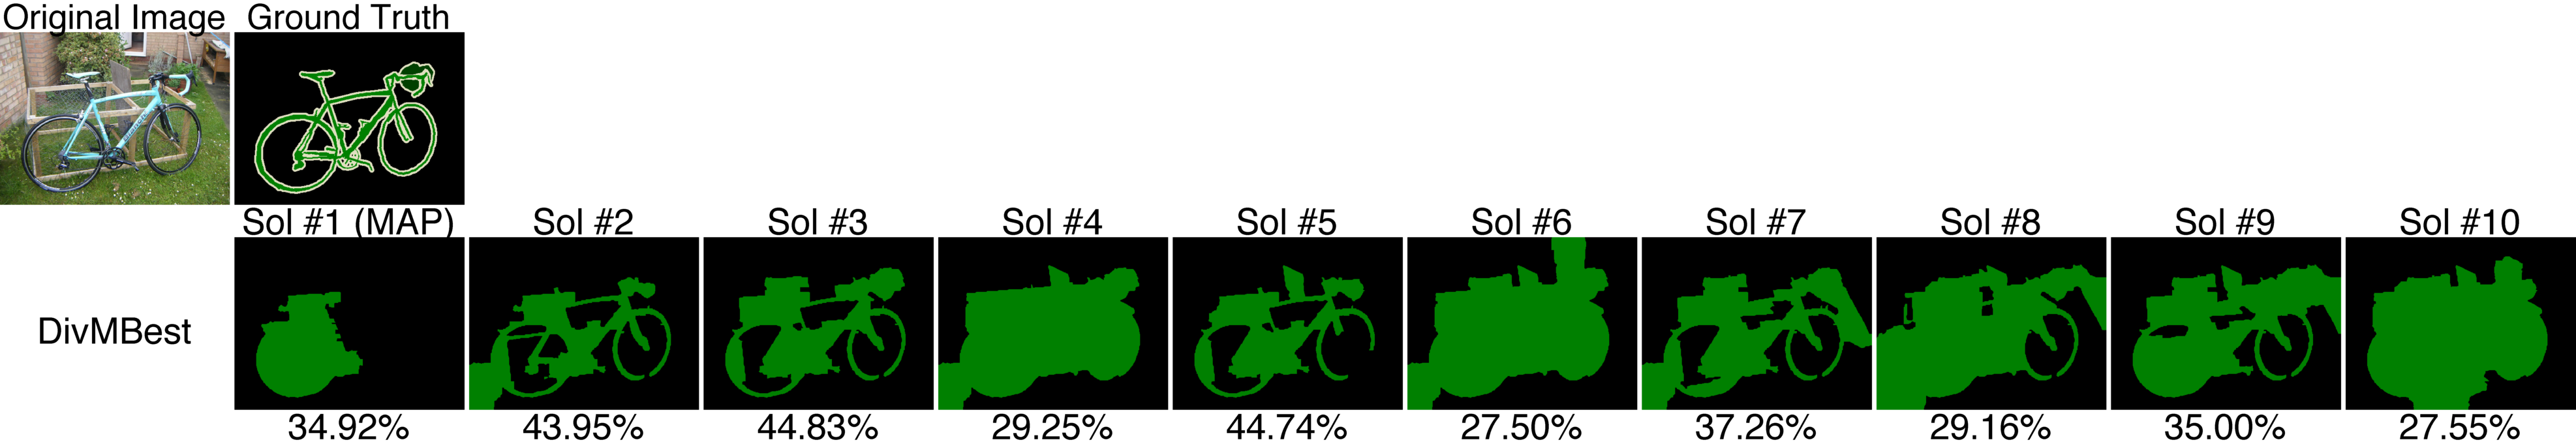 Original Image Ground Truth
Sol #1 (MAP) Sol #2 Sol #3 Sol #4 Sol #5 Sol #6 Sol #7 Sol #8 Sol #9 Sol #10
DivMBest
34.92% 43.95% 44.83% 29.25% 44.74% 27.50% 37.26% 29.16% 35.00% 27.55%